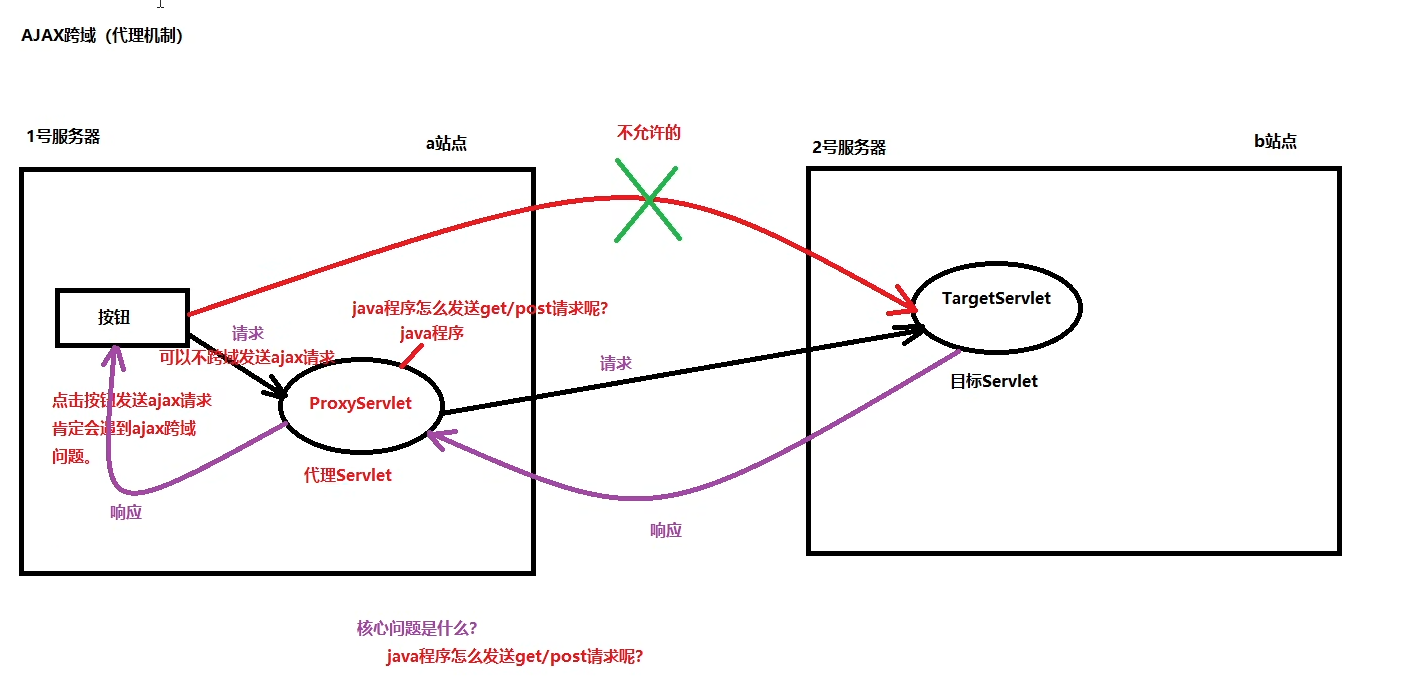 AJAX跨域（代理机制）
1号服务器
a站点
不允许的
2号服务器
b站点
按钮
请求
可以不跨域发送ajax请求
java程序怎么发送get/post请求呢？
java程序
TargetServlet
目标Servlet
请求
点击按钮发送ajax请求
肯定会遇到ajax跨域
问题。
ProxyServlet
代理Servlet
响应
响应
核心问题是什么？
java程序怎么发送get/post请求呢？